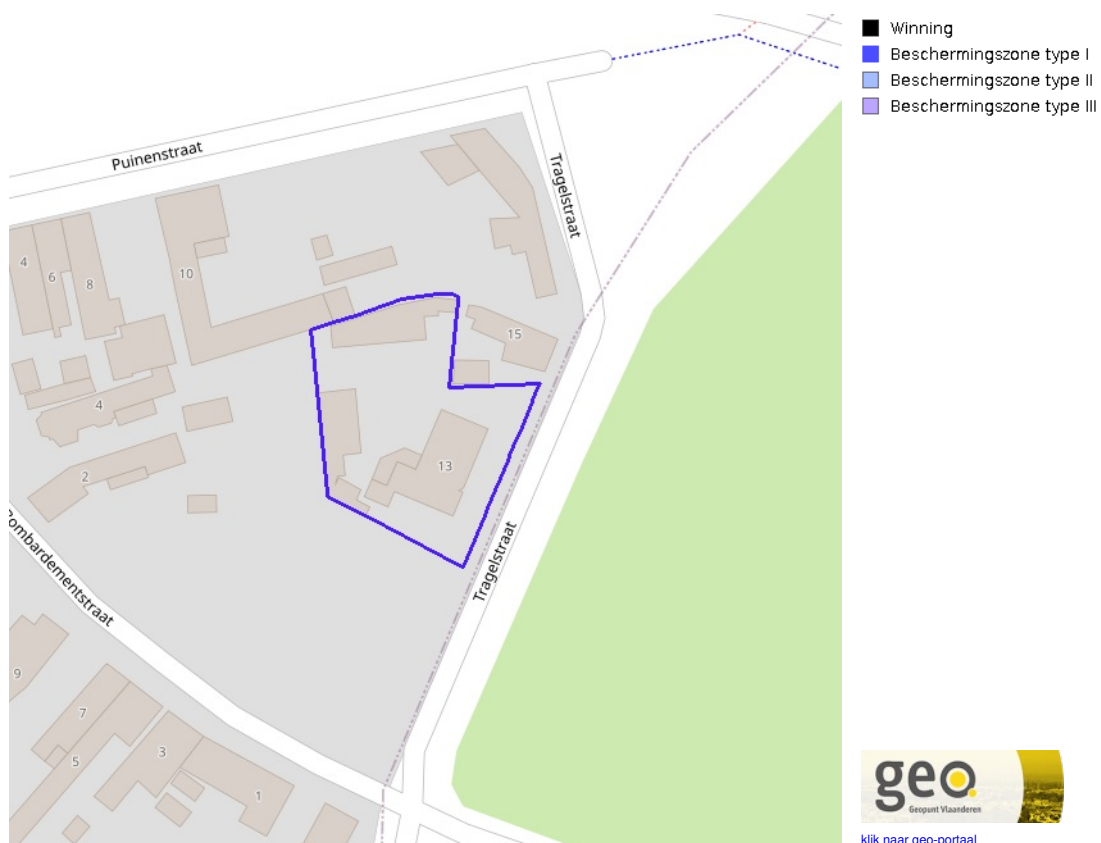 Winning
Beschermingszone type I
Beschermingszone type II
Beschermingszone type III
Puinenstraat
Tragelstraat
4
6
8
10
15
4
13
2
Bombardementstraat
Tragelstraat
9
7
5
3
1
geo
Geopunt Vlaanderen
klik naar geo-portaal